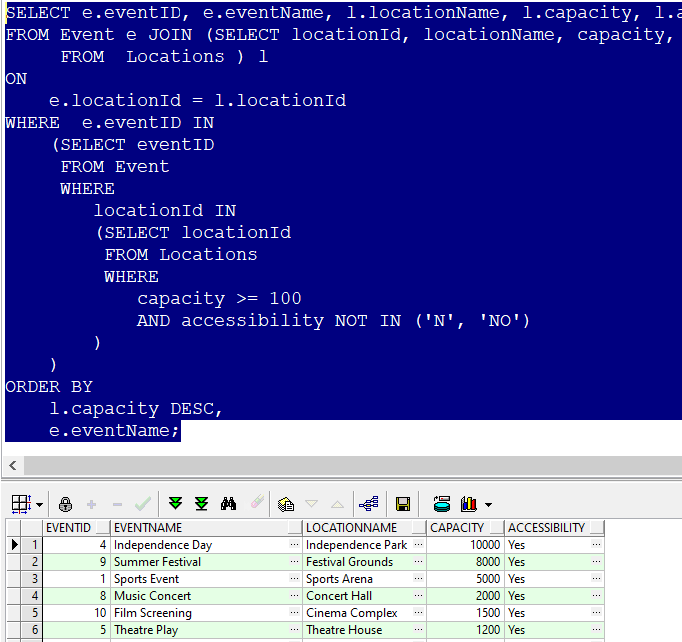 SELECT e.eventID, e.eventName, l.locationName, l.capacity,
FROM Event e JOIN (SELECT locationId, locationName, capacity,
FROM Locations ) l
ON
e.locationId = l.locationId
WHERE e.eventID IN
(SELECT eventID
FROM Event
WHERE
locationId IN
(SELECT locationId
FROM Locations
WHERE
capacity >= 100
AND accessibility NOT IN ('N', 'NO')
)
)
ORDER BY
l.capacity DESC,
e.eventName;
EVENTID EVENTNAME LOCATIONNAME CAPACITY ACCESSIBILITY
1 4 Independence Day ... Independence Park ... 10000 Yes ...
2 9 Summer Festival ... Festival Grounds ... 8000 Yes ...
3 1 Sports Event ... Sports Arena ... 5000 Yes ...
4 8 Music Concert ... Concert Hall ... 2000 Yes ...
5 10 Film Screening ... Cinema Complex ... 1500 Yes ...
6 5 Theatre Play ... Theatre House ... 1200 Yes ...